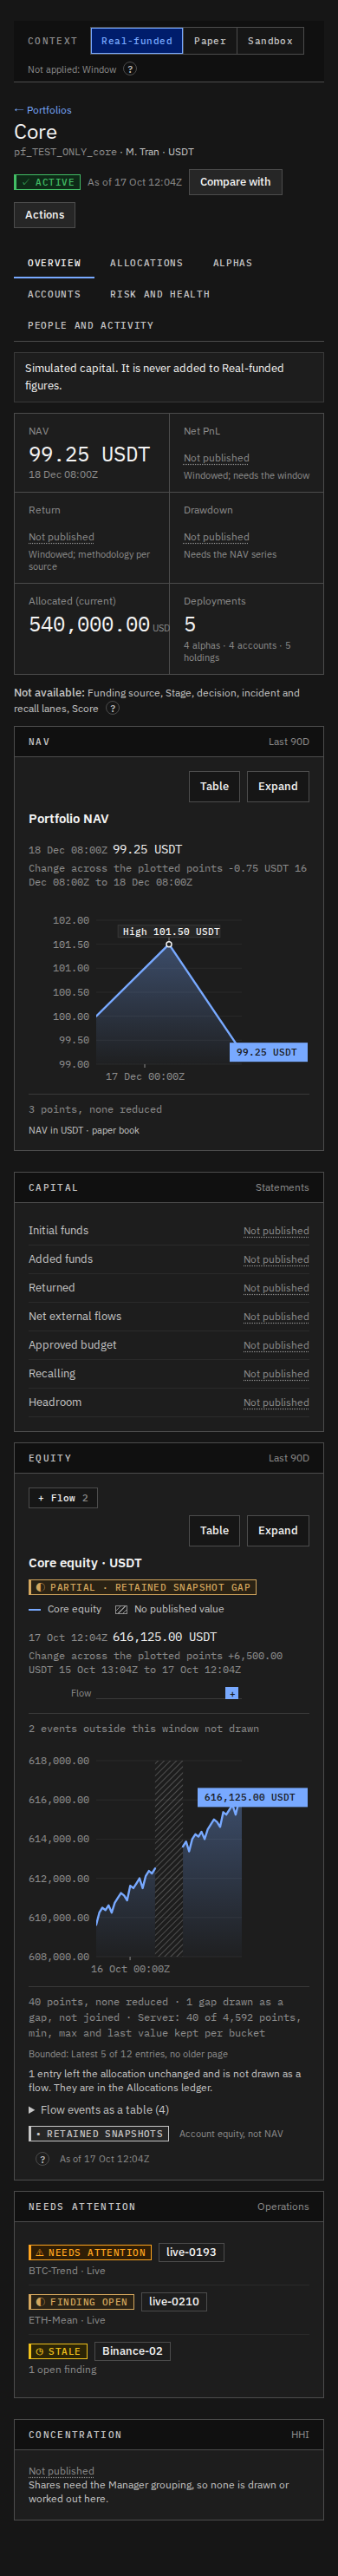 CONTEXT
Real-funded
Paper
Sandbox
Not applied: Window ?
← Portfolios
Core
pf_TEST_ONLY_core · M. Tran · USDT
✓ ACTIVE
As of 17 Oct 12:04Z
Compare with
Actions
OVERVIEW
ALLOCATIONS
ALPHAS
ACCOUNTS
RISK AND HEALTH
PEOPLE AND ACTIVITY
Simulated capital. It is never added to Real-funded
figures.
NAV
99.25 USDT
18 Dec 08:00Z
Net PnL
Not published
Windowed; needs the window
Return
Not published
Windowed; methodology per
source
Drawdown
Not published
Needs the NAV series
Allocated (current)
540,000.00 USD
Deployments
5
4 alphas · 4 accounts · 5
holdings
Not available: Funding source, Stage, decision, incident and
recall lanes, Score ?
NAV
Last 90D
Table
Expand
Portfolio NAV
18 Dec 08:00Z 99.25 USDT
Change across the plotted points -0.75 USDT 16
Dec 08:00Z to 18 Dec 08:00Z
102.00
High 101.50 USDT
101.50
101.00
100.50
100.00
99.50
99.25 USDT
99.00
17 Dec 00:00Z
3 points, none reduced
NAV in USDT · paper book
CAPITAL
Statements
Initial funds
Not published
Added funds
Not published
Returned
Not published
Net external flows
Not published
Approved budget
Not published
Recalling
Not published
Headroom
Not published
EQUITY
Last 90D
+ Flow 2
Table
Expand
Core equity · USDT
PARTIAL · RETAINED SNAPSHOT GAP
Core equity
No published value
17 Oct 12:04Z 616,125.00 USDT
Change across the plotted points +6,500.00
USDT 15 Oct 13:04Z to 17 Oct 12:04Z
Flow
+
2 events outside this window not drawn
618,000.00
616,000.00
616,125.00 USDT
614,000.00
612,000.00
610,000.00
608,000.00
16 Oct 00:00Z
40 points, none reduced · 1 gap drawn as a
gap, not joined · Server: 40 of 4,592 points,
min, max and last value kept per bucket
Bounded: Latest 5 of 12 entries, no older page
1 entry left the allocation unchanged and is not drawn as a
flow. They are in the Allocations ledger.
▶ Flow events as a table (4)
• RETAINED SNAPSHOTS
Account equity, not NAV
?
As of 17 Oct 12:04Z
NEEDS ATTENTION
Operations
⚠ NEEDS ATTENTION
live-0193
BTC-Trend · Live
FINDING OPEN
live-0210
ETH-Mean · Live
STALE
Binance-02
1 open finding
CONCENTRATION
HHI
Not published
Shares need the Manager grouping, so none is drawn or
worked out here.